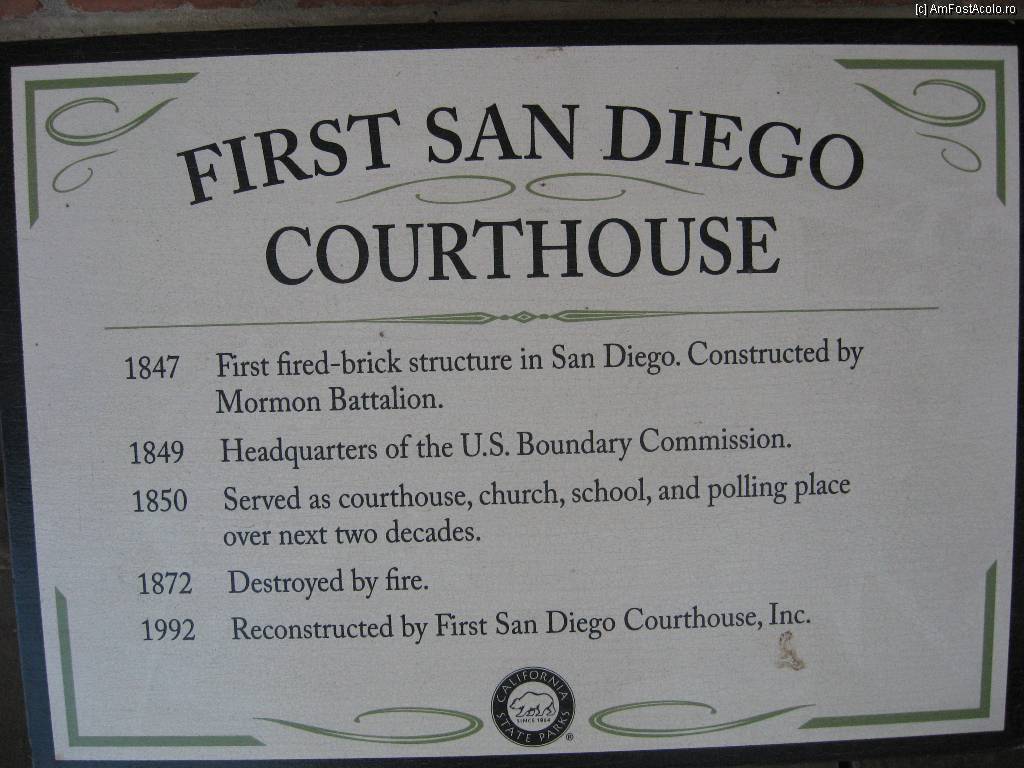 [c] AmFostAcolo.ro
FIRST SAN DIEGO
COURTHOUSE
1847 First fired-brick structure in San Diego. Constructed by
Mormon Battalion.
1849 Headquarters of the U.S. Boundary Commission.
1850 Served as courthouse, church, school, and polling place
over next two decades.
1872 Destroyed by fire.
1992 Reconstructed by First San Diego Courthouse, Inc.
CALIFORNIA
SINCE 1864
STATE PARKS
®